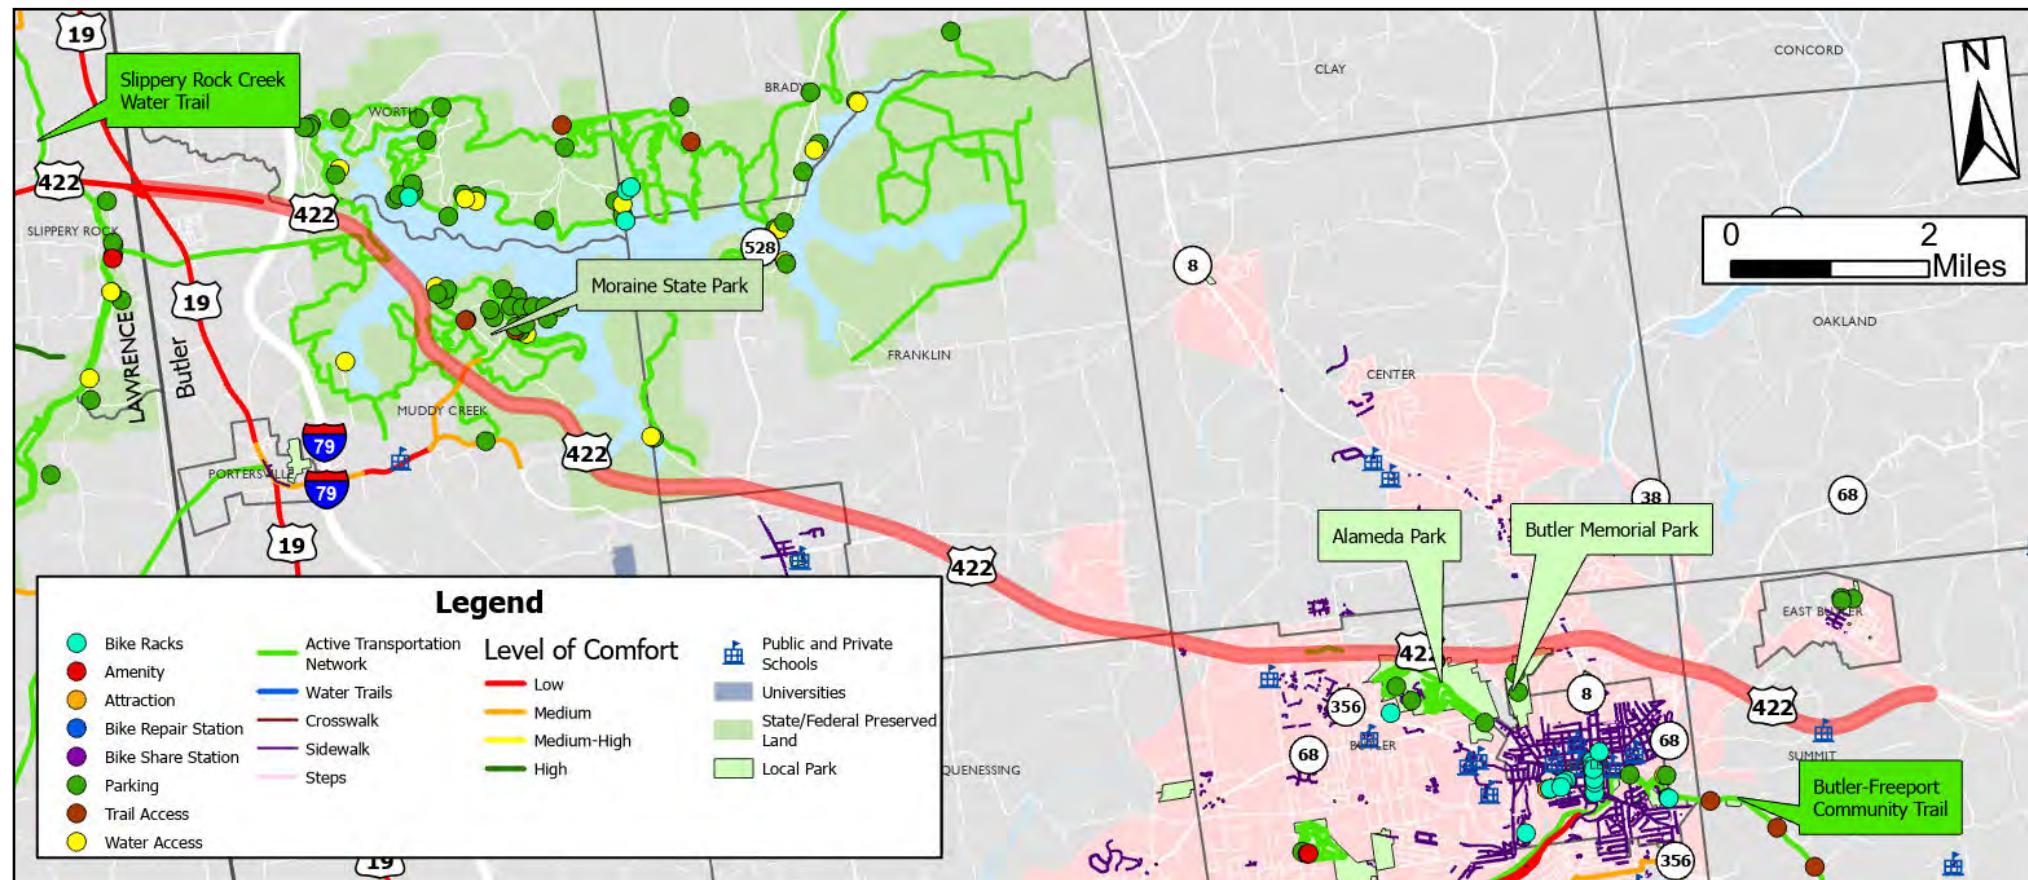 19
CONCORD
N
CLAY
Slippery Rock Creek
Water Trail
BRADY
WORTH
422
422
SLIPPERY ROCK
0 2
Miles
528
8
Moraine State Park
19
LAWRENCE
Butler
OAKLAND
FRANKLIN
CENTER
MUDDY CREEK
79
422
PORTERSVILLE
79
38
68
Alameda Park
Butler Memorial Park
19
422
Legend
Bike Racks
Amenity
Attraction
Bike Repair Station
Bike Share Station
Parking
Trail Access
Water Access
Active Transportation
Network
Water Trails
Crosswalk
Sidewalk
Steps
Level of Comfort
Low
Medium
Medium-High
High
Public and Private
Schools
Universities
State/Federal Preserved
Land
Local Park
EAST BUTLER
422
8
356
422
68
BUTLER
68
SUMMIT
QUENESSING
Butler-Freeport
Community Trail
19
356